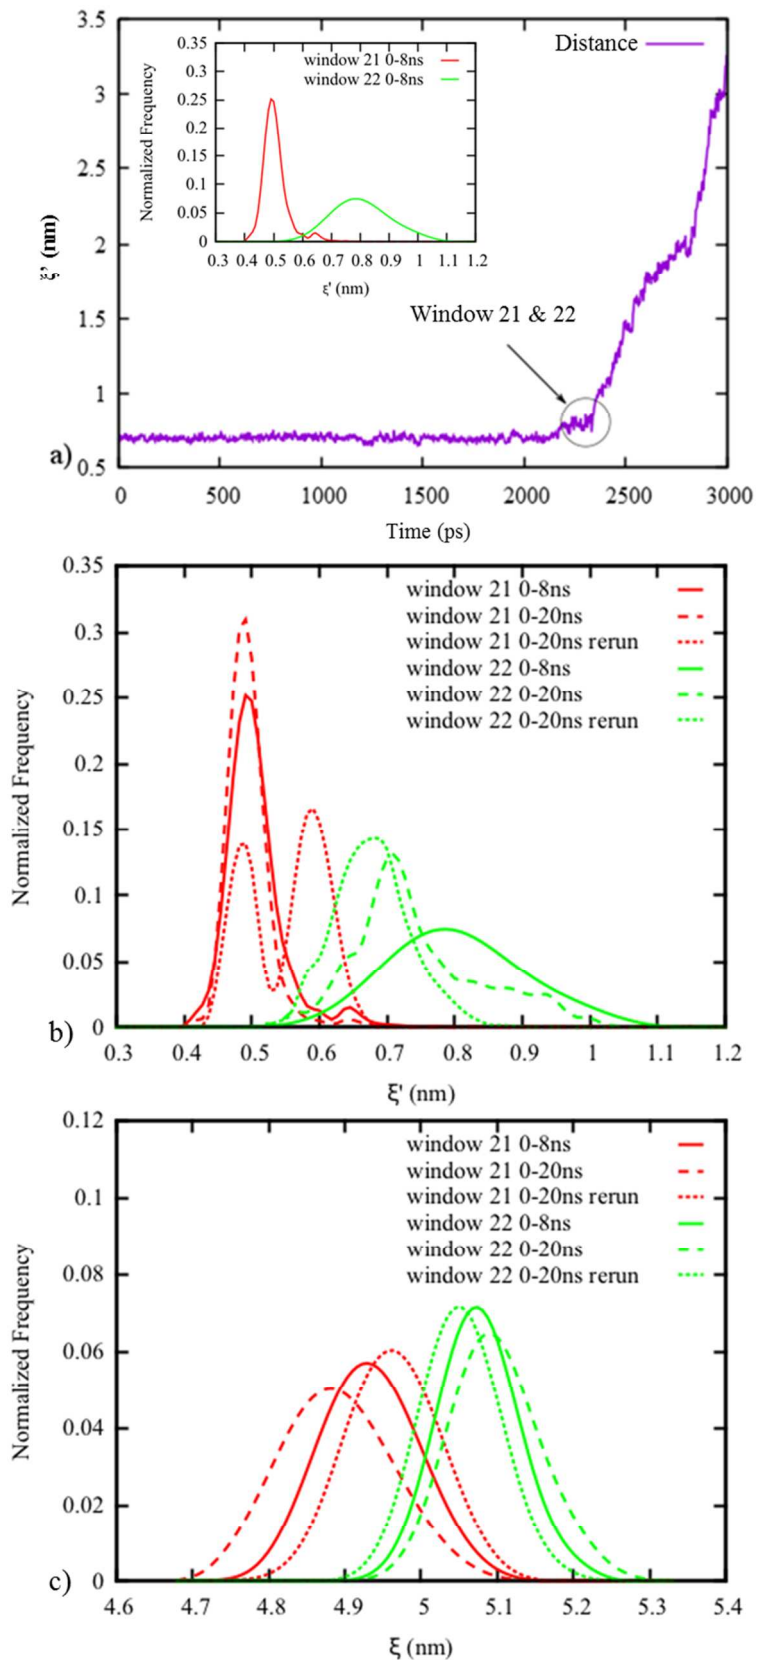 3.5
3
2.5
2
1.5
1
0.5
ξ' (nm)
Distance
0.35
0.3
0.25
0.2
0.15
0.1
0.05
0
Normalized Frequency
window 21 0-8ns
window 22 0-8ns
0.3 0.4 0.5 0.6 0.7 0.8 0.9 1 1.1 1.2
ξ' (nm)
Window 21 & 22
a)
0 500 1000 1500 2000 2500 3000
Time (ps)
0.35
0.3
0.25
0.2
0.15
0.1
0.05
0
Normalized Frequency
window 21 0-8ns
window 21 0-20ns
window 21 0-20ns rerun
window 22 0-8ns
window 22 0-20ns
window 22 0-20ns rerun
b)
0.3 0.4 0.5 0.6 0.7 0.8 0.9 1 1.1 1.2
ξ' (nm)
0.12
0.1
0.08
0.06
0.04
0.02
0
Normalized Frequency
window 21 0-8ns
window 21 0-20ns
window 21 0-20ns rerun
window 22 0-8ns
window 22 0-20ns
window 22 0-20ns rerun
c)
4.6 4.7 4.8 4.9 5 5.1 5.2 5.3 5.4
ξ (nm)